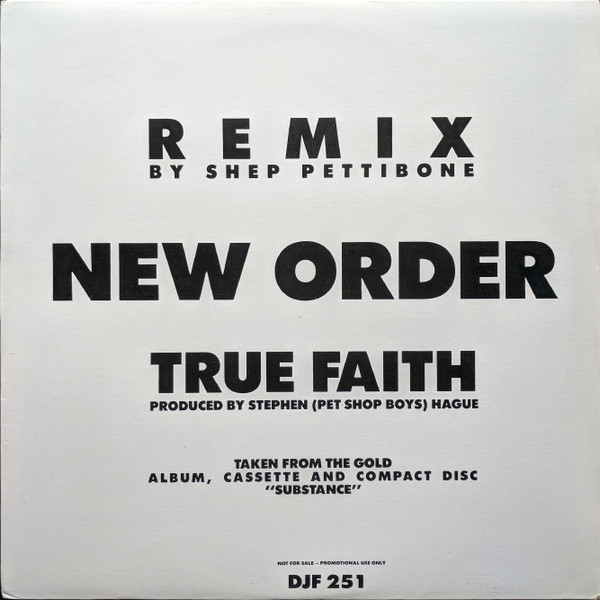 REMIX
BY SHEP PETTIBONE
NEW ORDER
TRUE FAITH
PRODUCED BY STEPHEN (PET SHOP BOYS) HAGUE
TAKEN FROM THE GOLD
ALBUM, CASSETTE AND COMPACT DISC
"SUBSTANCE"
NOT FOR SALE – PROMOTIONAL USE ONLY
DJF 251